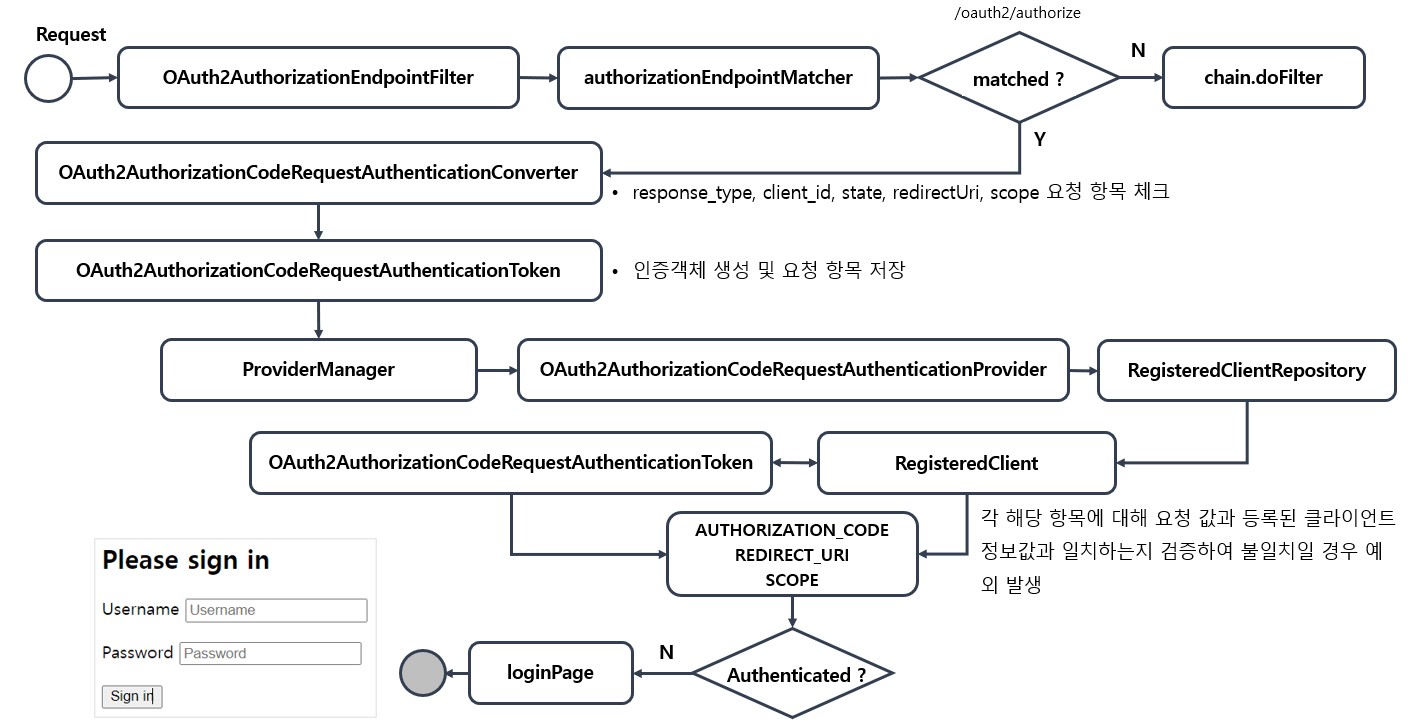 /oauth2/authorize
Request
OAuth2AuthorizationEndpointFilter
authorizationEndpointMatcher
matched ?
N
chain.doFilter
Y
OAuth2AuthorizationCodeRequestAuthenticationConverter
• response_type, client_id, state, redirectUri, scope 요청 항목 체크
OAuth2AuthorizationCodeRequestAuthenticationToken
• 인증객체 생성 및 요청 항목 저장
ProviderManager
OAuth2AuthorizationCodeRequestAuthenticationProvider
RegisteredClientRepository
OAuth2AuthorizationCodeRequestAuthenticationToken
RegisteredClient
각 해당 항목에 대해 요청 값과 등록된 클라이언트
정보값과 일치하는지 검증하여 불일치일 경우 예
외 발생
AUTHORIZATION_CODE
REDIRECT_URI
SCOPE
Please sign in
Username Username
Password Password
Sign in
loginPage
N
Authenticated ?